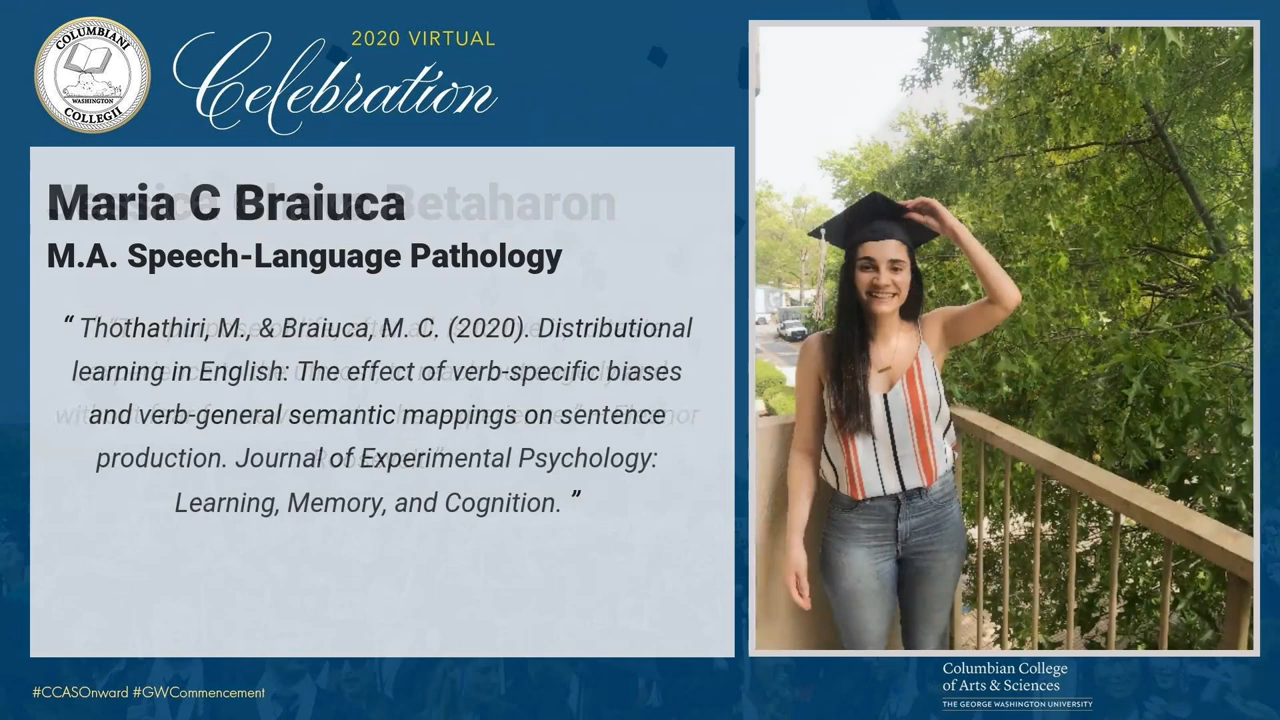 COLUMBIANI
WASHINGTON
COLLEGII
2020 VIRTUAL
Celebration
Maria C Braiuca
Betaharon
M.A. Speech-Language Pathology
“ Thothathiri, M., & Braiuca, M. C. (2020). Distributional
learning in English: The effect of verb-specific biases
and verb-general semantic mappings on sentence
production. Journal of Experimental Psychology:
Learning, Memory, and Cognition. ”
#CCASOnward #GWCommencement
Columbian College
of Arts & Sciences
THE GEORGE WASHINGTON UNIVERSITY